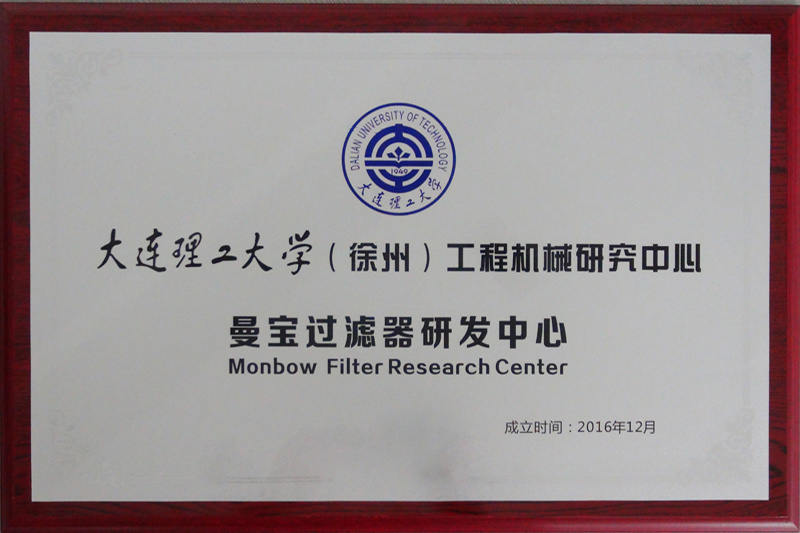 DALIAN UNIVERSITY OF TECHNOLOGY
1949
大连理工大学
大连理工大学（徐州）工程机械研究中心
曼宝过滤器研发中心
Monbow Filter Research Center
成立时间：2016年12月